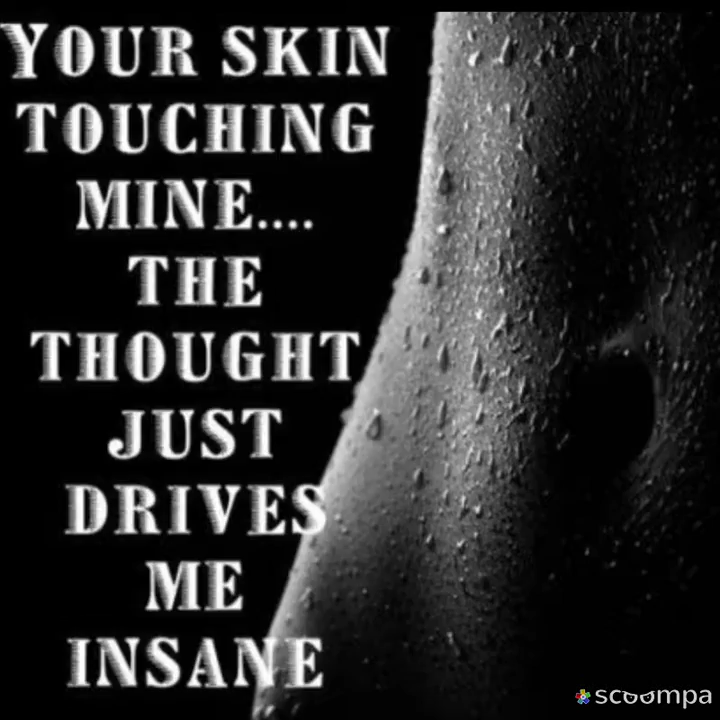 YOUR SKIN
TOUCHING
MINE....
THE
THOUGHT
JUST
DRIVES
ME
INSANE
scoompa